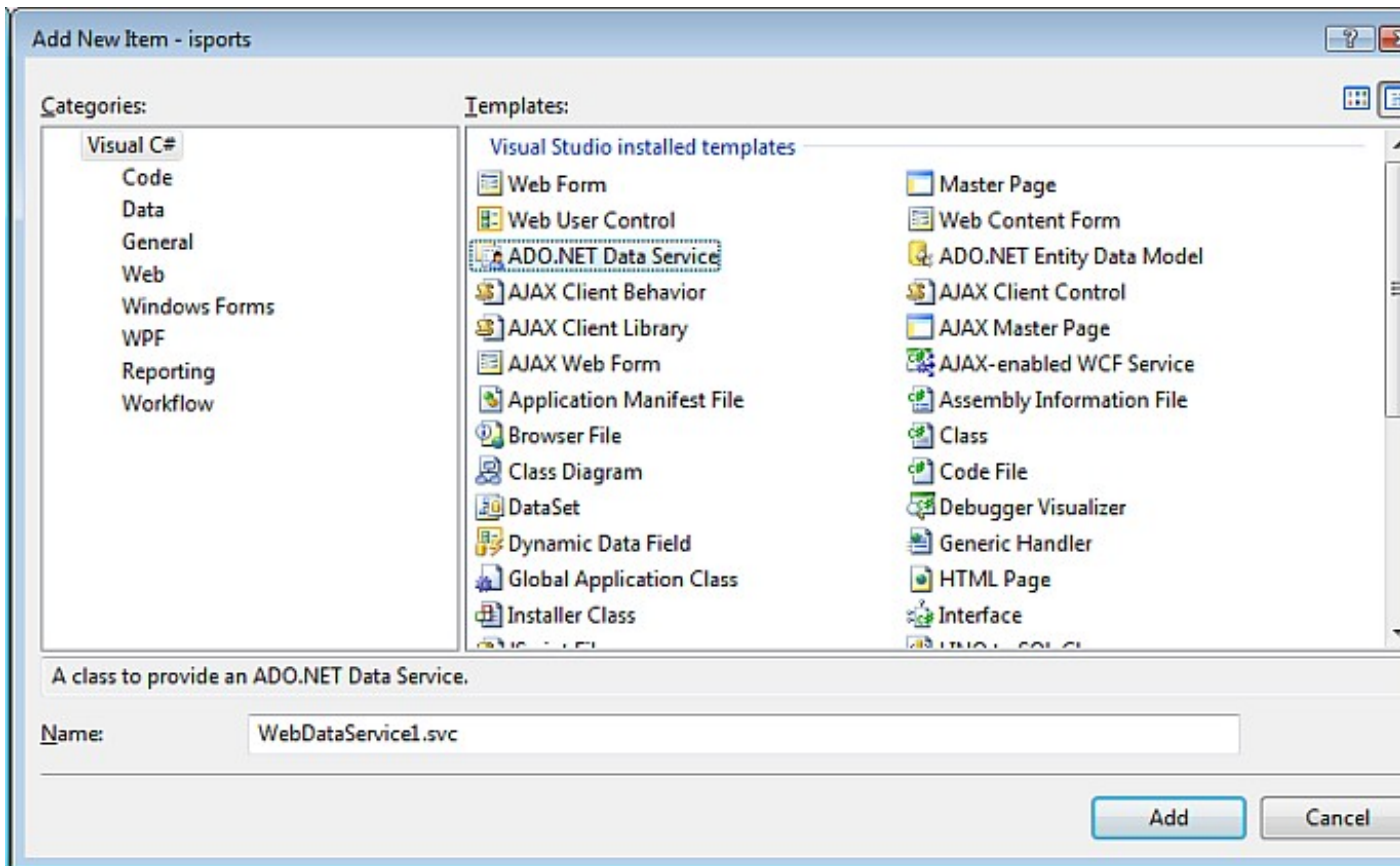 Add New Item - isports
Categories:
Templates:
Visual C#
Code
Data
General
Web
Windows Forms
WPF
Reporting
Workflow
Visual Studio installed templates
Web Form
Master Page
Web User Control
Web Content Form
ADO.NET Data Service
ADO.NET Entity Data Model
AJAX Client Behavior
AJAX Client Control
AJAX Client Library
AJAX Master Page
AJAX Web Form
AJAX-enabled WCF Service
Application Manifest File
Assembly Information File
Browser File
Class
Class Diagram
Code File
DataSet
Debugger Visualizer
Dynamic Data Field
Generic Handler
Global Application Class
HTML Page
Installer Class
Interface
A class to provide an ADO.NET Data Service.
Name:
WebDataService1.svc
Add
Cancel